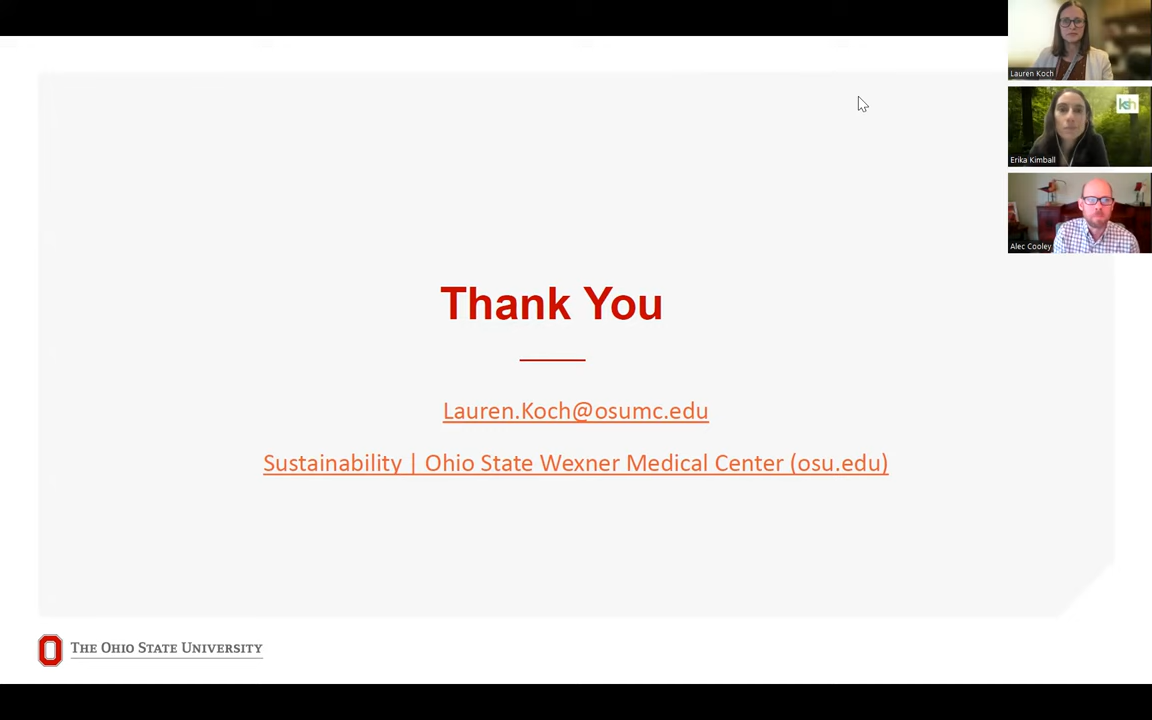 Lauren Koch
ksh
Erika Kimball
Alec Cooley
Thank You
Lauren.Koch@osumc.edu
Sustainability | Ohio State Wexner Medical Center (osu.edu)
THE OHIO STATE UNIVERSITY